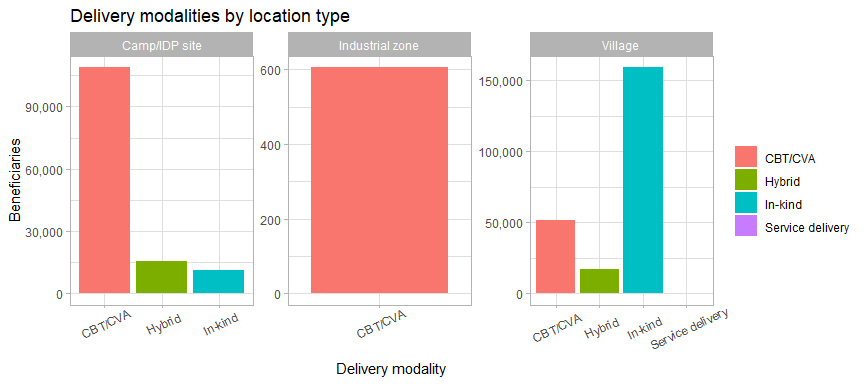 Delivery modalities by location type
Camp/IDP site
Industrial zone
Village
Beneficiaries
90,000
60,000
30,000
0
600
400
200
0
150,000
100,000
50,000
0
CBT/CVA
Hybrid
In-kind
CBT/CVA
CBT/CVA
Hybrid
In-kind
Service delivery
Delivery modality
CBT/CVA
Hybrid
In-kind
Service delivery